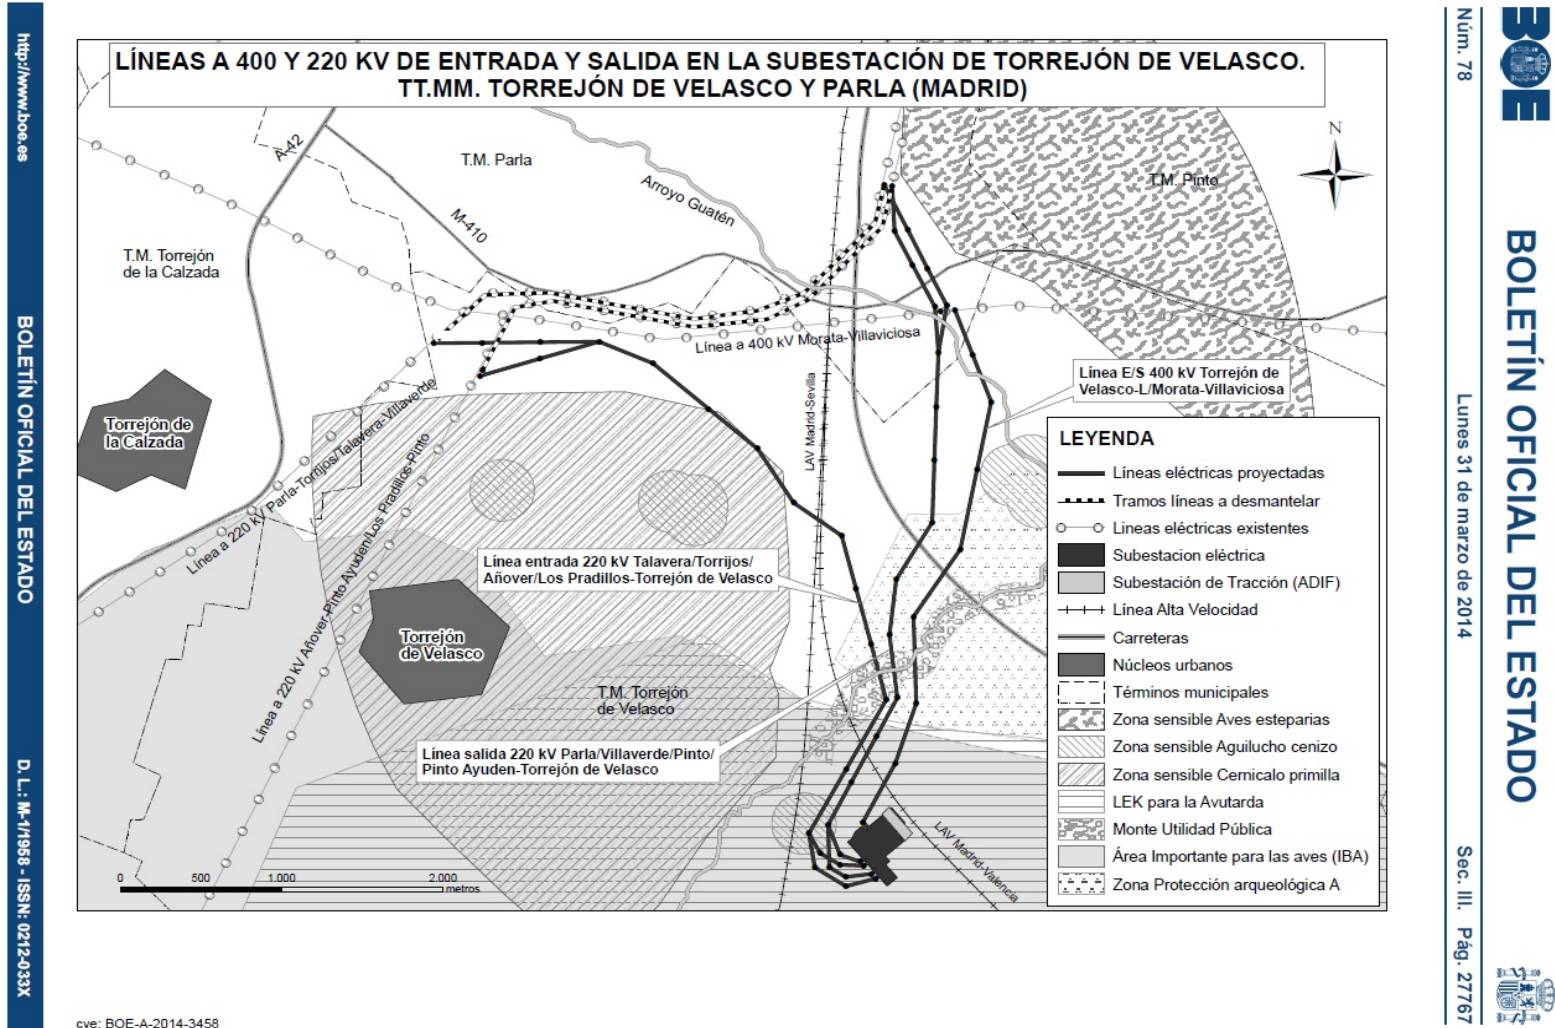 http://www.boe.es
BOLETÍN OFICIAL DEL ESTADO
D. L.: M-1/1958 - ISSN: 0212-033X
BOE
BOLETÍN OFICIAL DEL ESTADO
Núm. 78
Lunes 31 de marzo de 2014
Sec. III. Pág. 27767
LÍNEAS A 400 Y 220 KV DE ENTRADA Y SALIDA EN LA SUBESTACIÓN DE TORREJÓN DE VELASCO.
TT.MM. TORREJÓN DE VELASCO Y PARLA (MADRID)
N
A-42
T.M. Parla
Arroyo Guatén
T.M. Pinto
M-410
T.M. Torrejón
de la Calzada
Línea a 400 kV Morata-Villaviciosa
Línea E/S 400 kV Torrejón de
Velasco-L/Morata-Villaviciosa
Torrejón de
la Calzada
Línea a 220 kV Parla-Torrijos/Talavera-Villaverde
Línea a 220 kV Añover-Pinto Ayuden/Los Pradillos-Pinto
LAV Madrid-Sevilla
Línea entrada 220 kV Talavera/Torrijos/
Añover/Los Pradillos-Torrejón de Velasco
Torrejón
de Velasco
T.M. Torrejón
de Velasco
Línea salida 220 kV Parla/Villaverde/Pinto/
Pinto Ayuden-Torrejón de Velasco
LAV Madrid-Valencia
0 500 1.000 2.000
metros
LEYENDA
Líneas eléctricas proyectadas
Tramos líneas a desmantelar
Lineas eléctricas existentes
Subestacion eléctrica
Subestación de Tracción (ADIF)
Línea Alta Velocidad
Carreteras
Núcleos urbanos
Términos municipales
Zona sensible Aves esteparias
Zona sensible Aguilucho cenizo
Zona sensible Cernicalo primilla
LEK para la Avutarda
Monte Utilidad Pública
Área Importante para las aves (IBA)
Zona Protección arqueológica A
cve: BOE-A-2014-3458